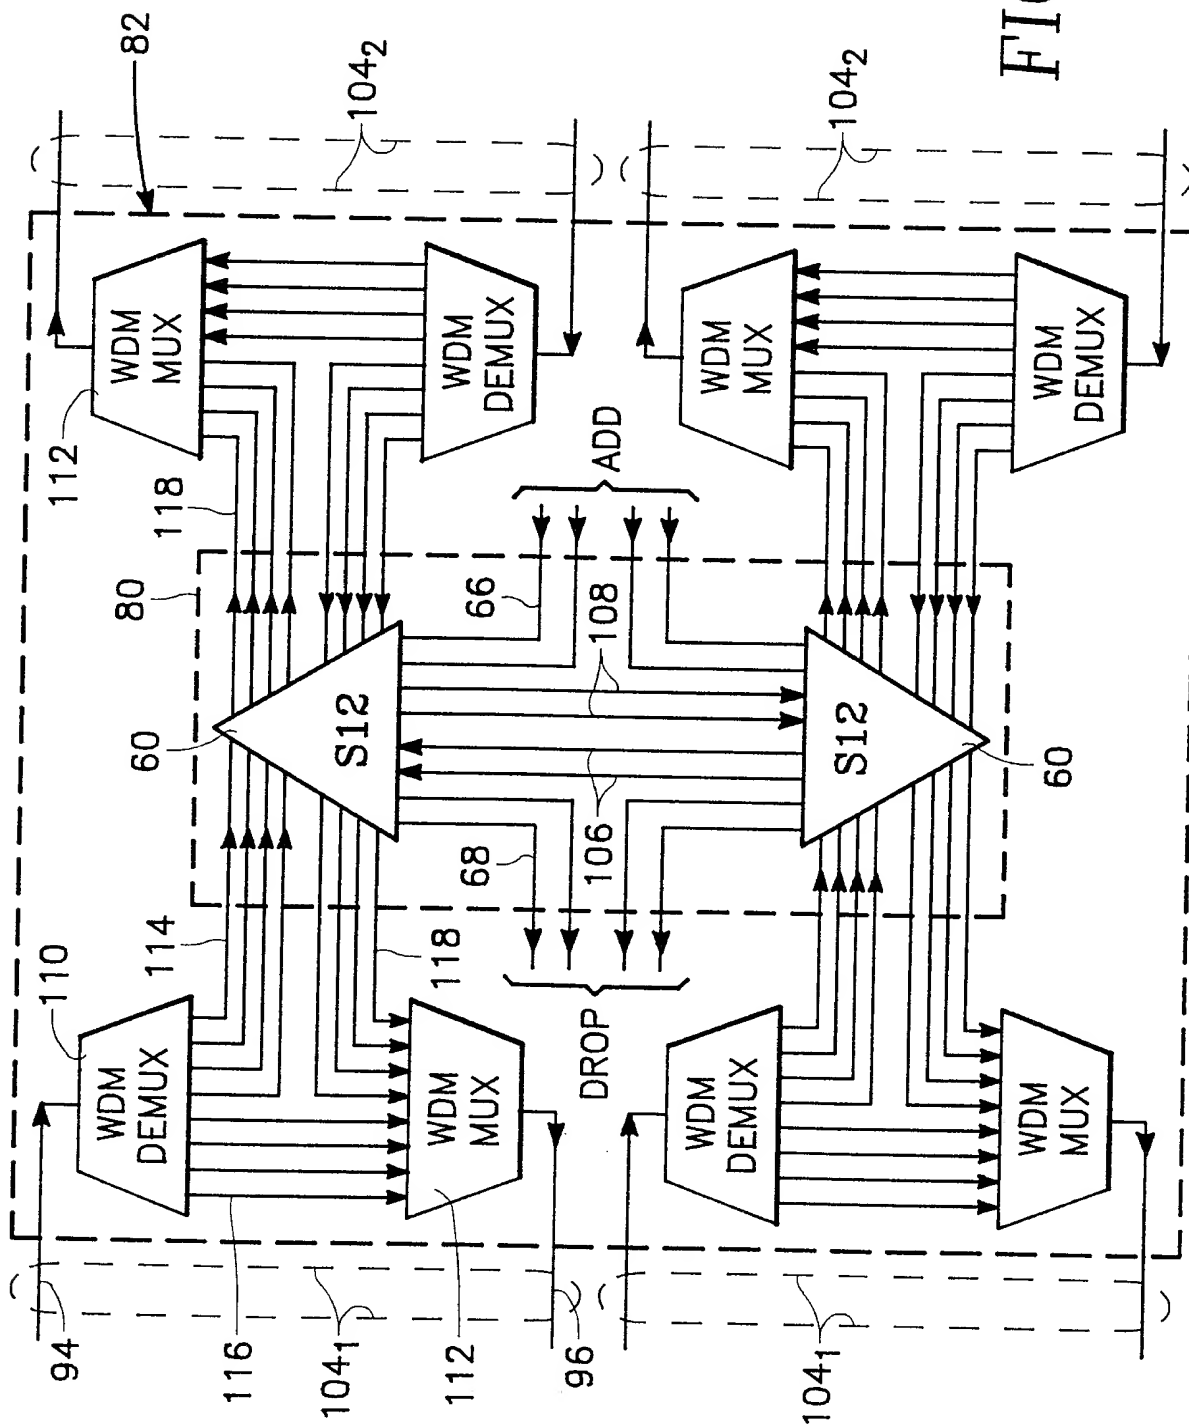 82
104₂
104₂
FIG
112
WDM
MUX
WDM
DEMUX
WDM
MUX
WDM
DEMUX
118
ADD
80
66
108
60
S12
S12
60
68
106
114
118
110
DROP
WDM
DEMUX
WDM
MUX
WDM
DEMUX
WDM
MUX
94
116
104₁
112
96
104₁